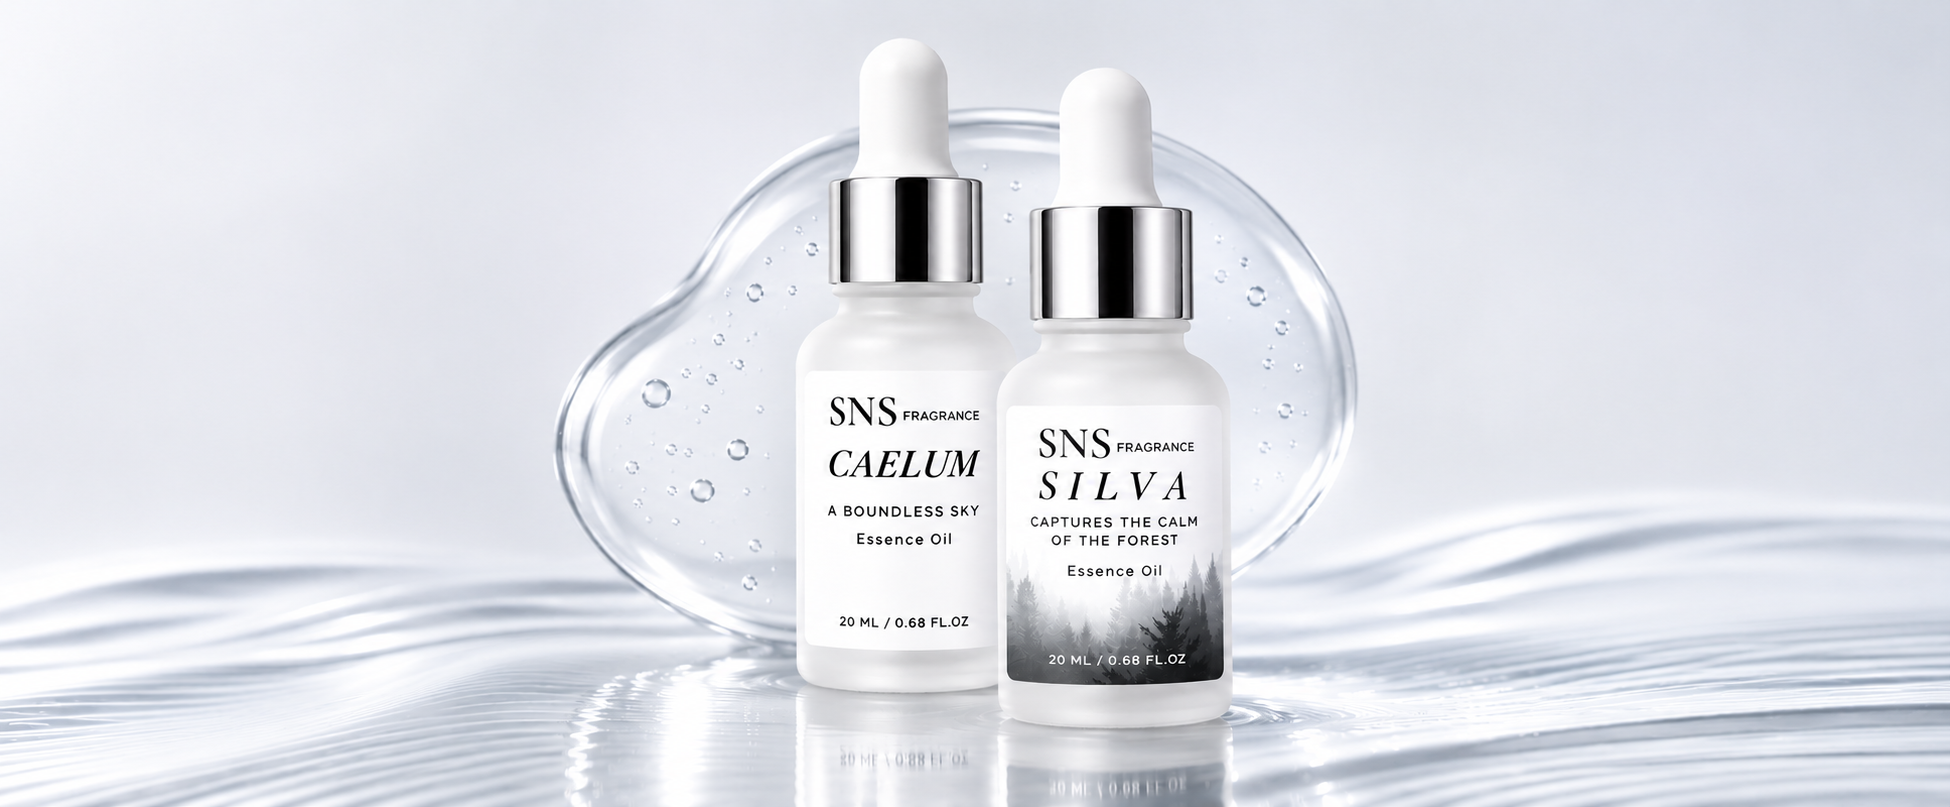 SNS FRAGRANCE
CAELUM
A BOUNDLESS SKY
Essence Oil
20 ML / 0.68 FL.OZ
SNS FRAGRANCE
SILVA
CAPTURES THE CALM
OF THE FOREST
Essence Oil
20 ML / 0.68 FL.OZ